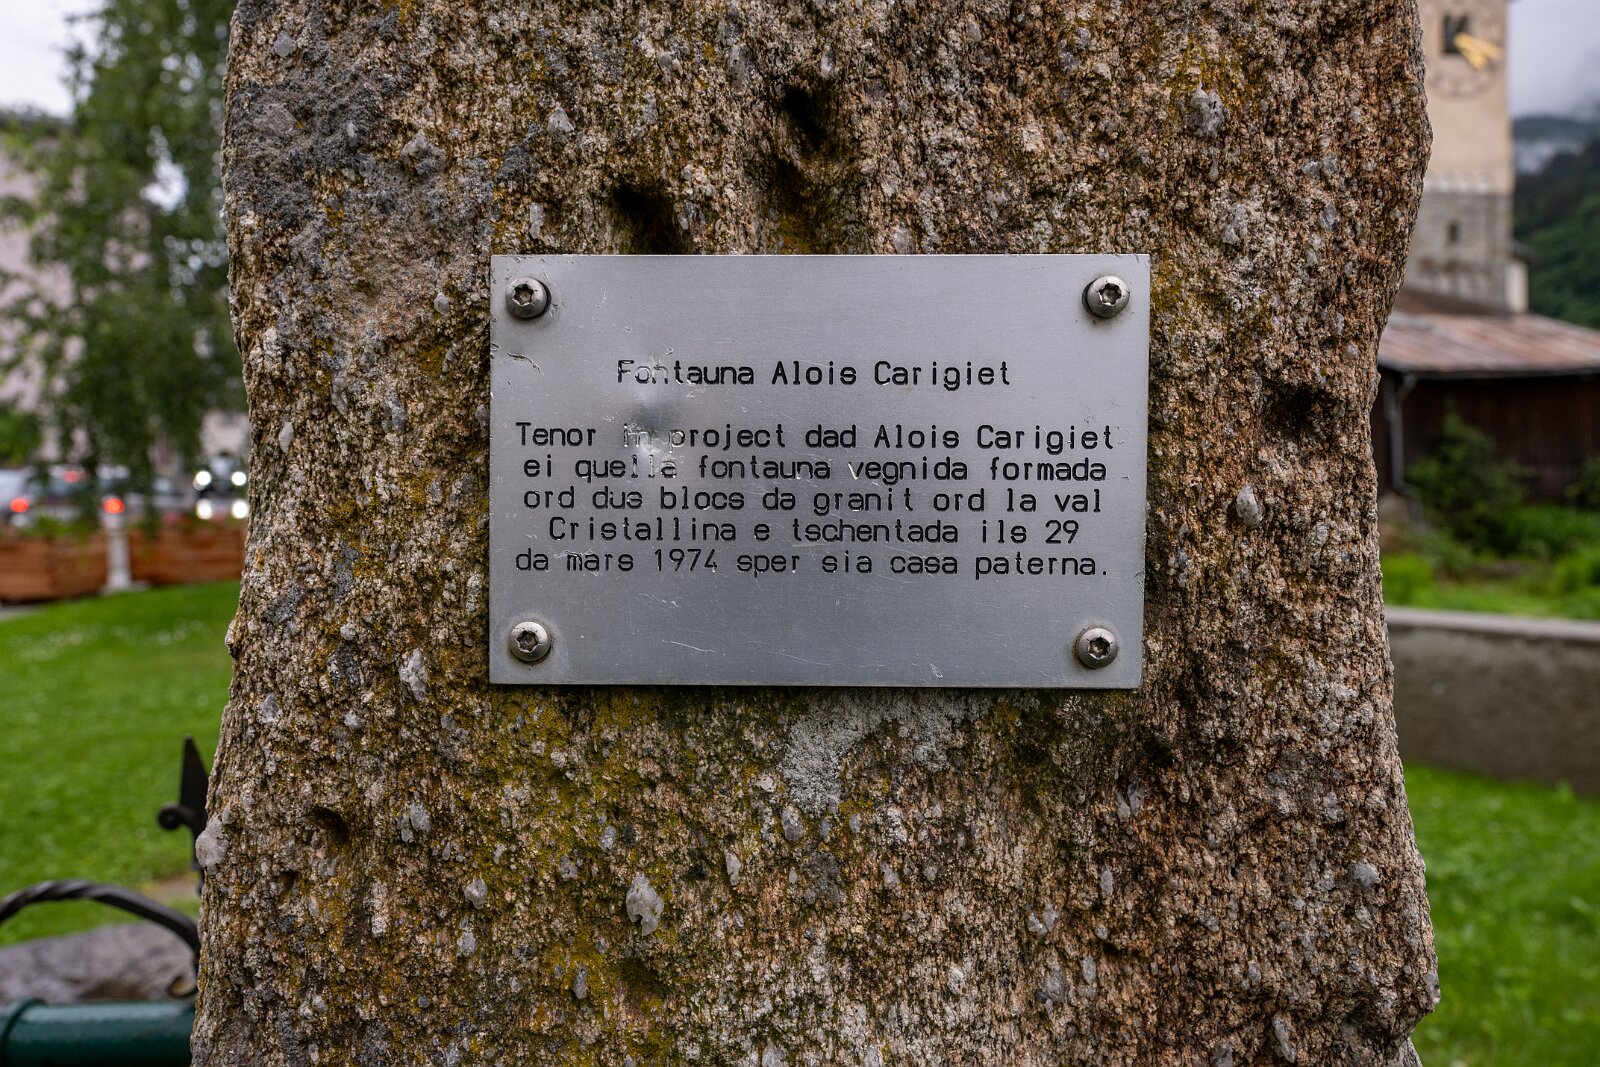 Fontauna Alois Carigiet
Tenor in project dad Alois Carigiet
ei quella fontauna vegnida formada
ord dus blocs da granit ord la val
Cristallina e tschentada ils 29
da mars 1974 sper sia casa paterna.